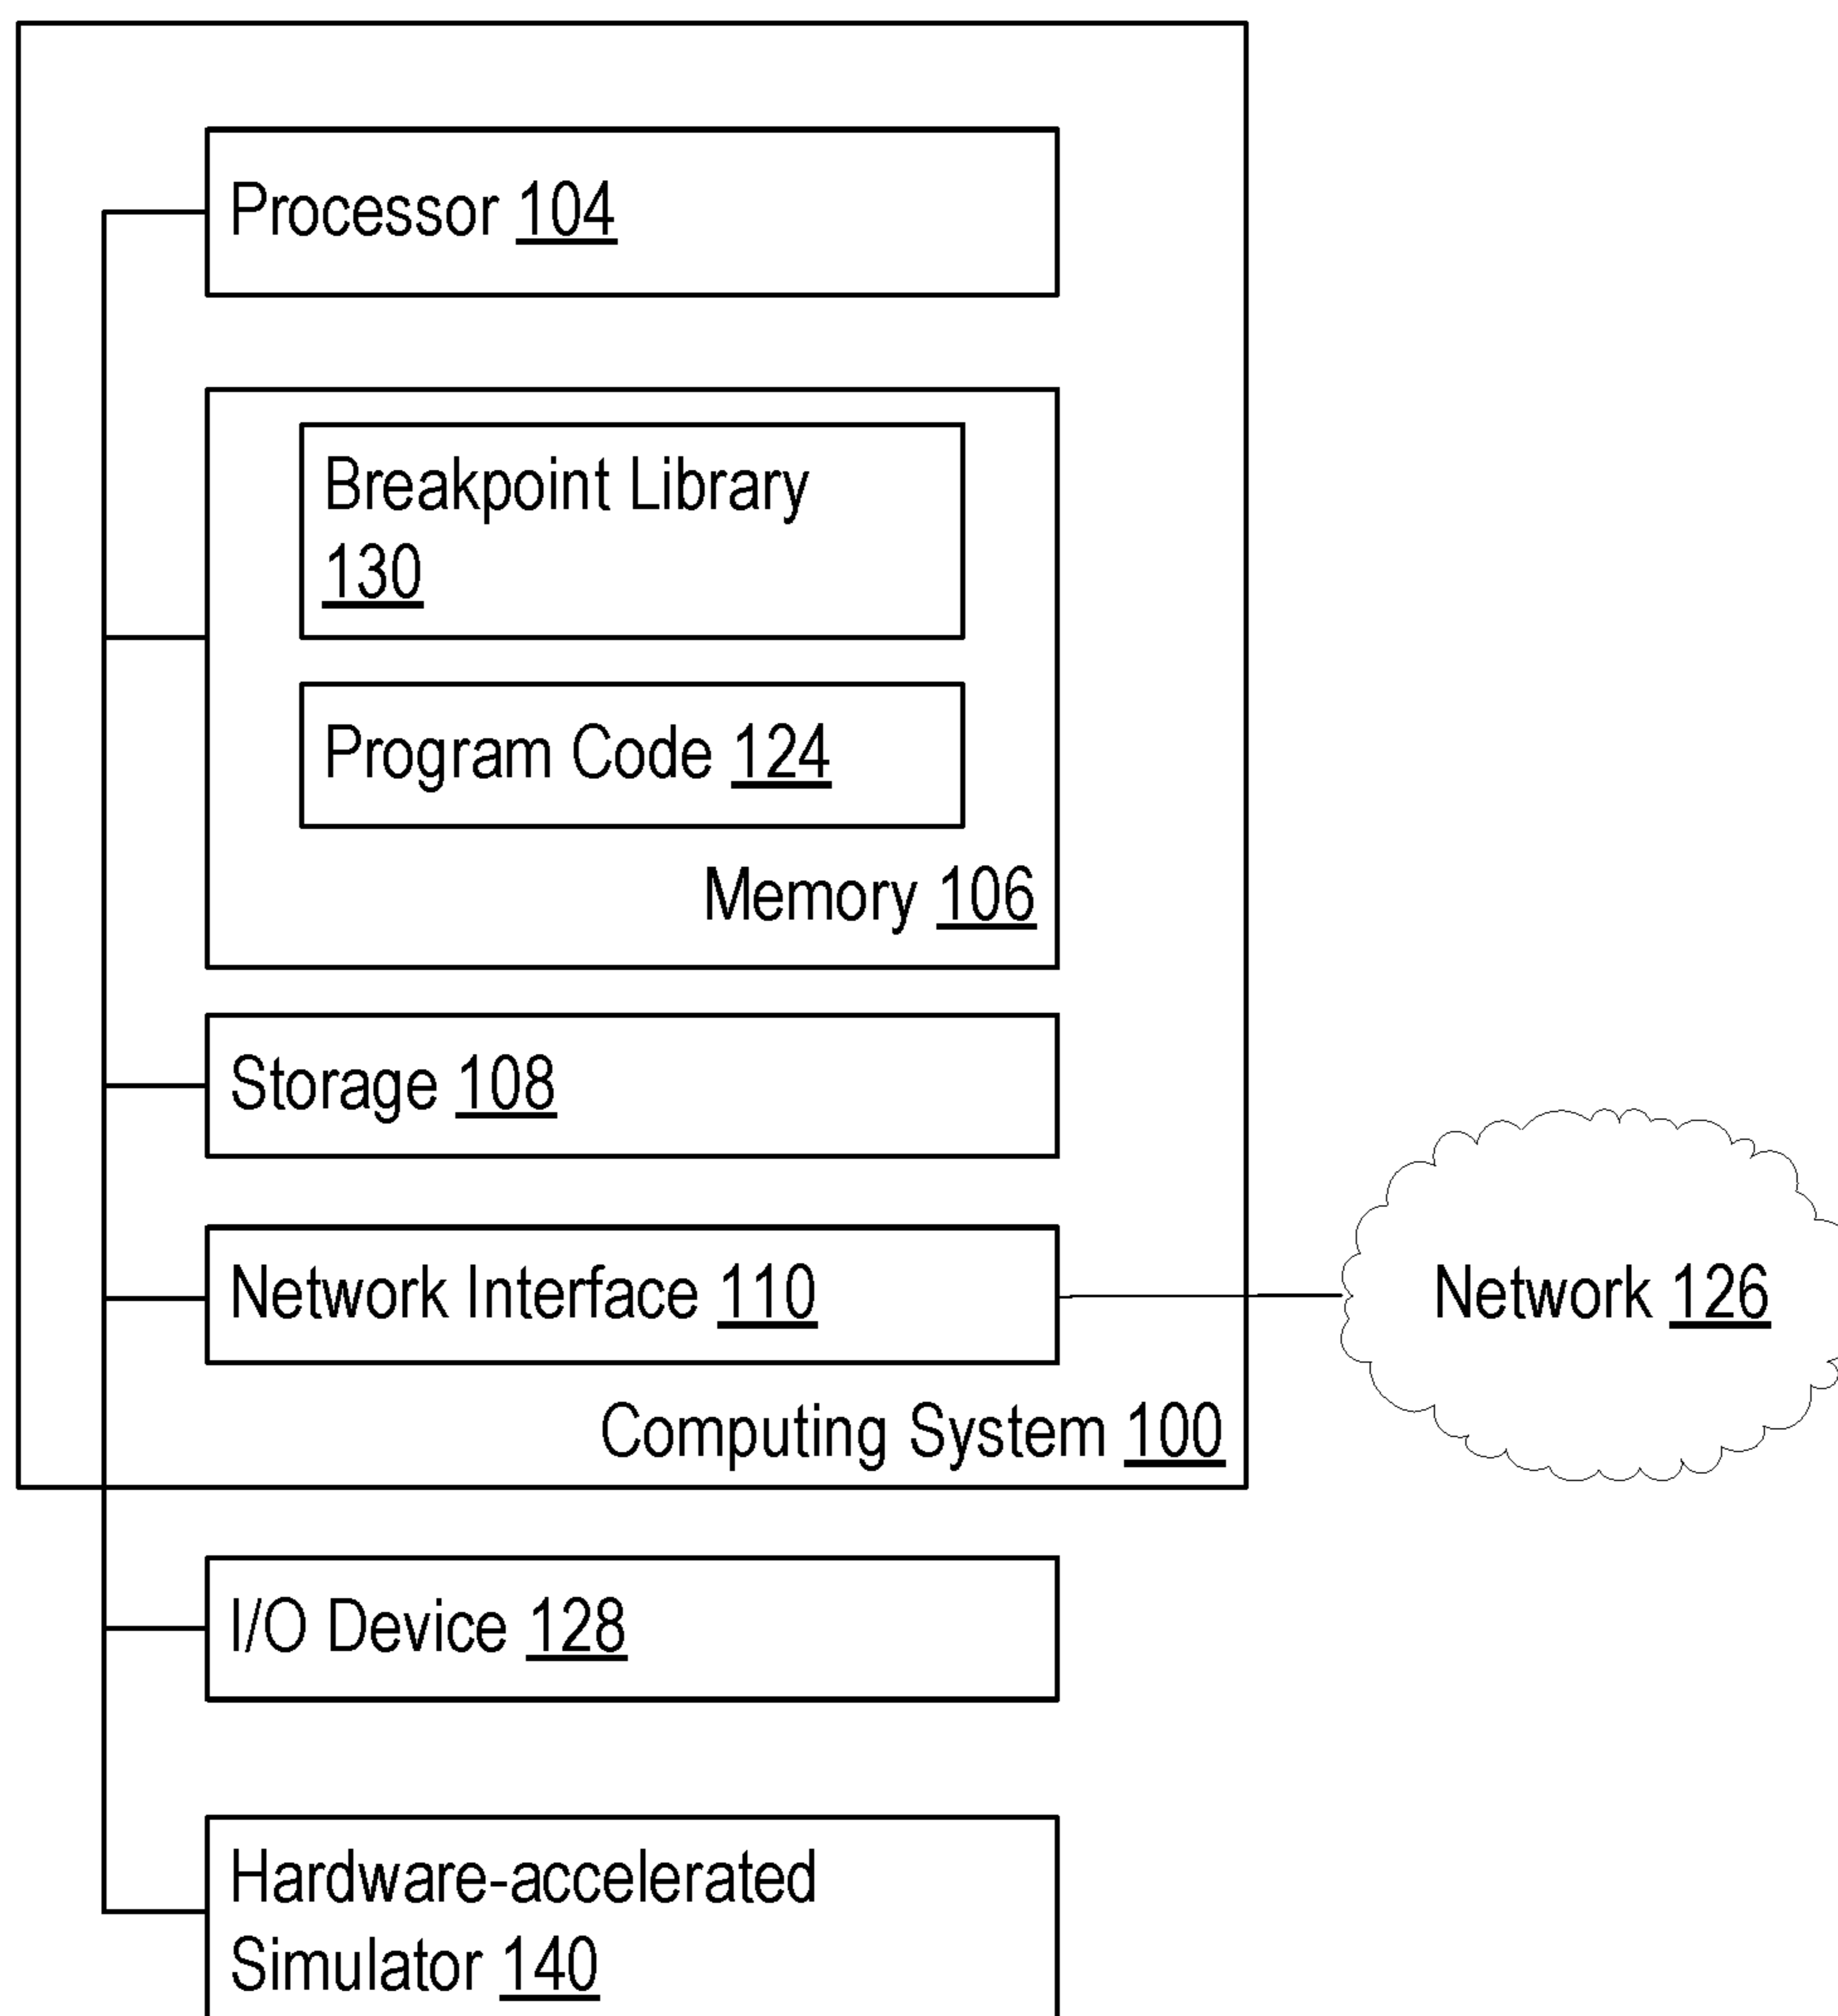 Processor 104
Breakpoint Library
130
Program Code 124
Memory 106
Storage 108
Network Interface 110
Network 126
Computing System 100
I/O Device 128
Hardware-accelerated
Simulator 140